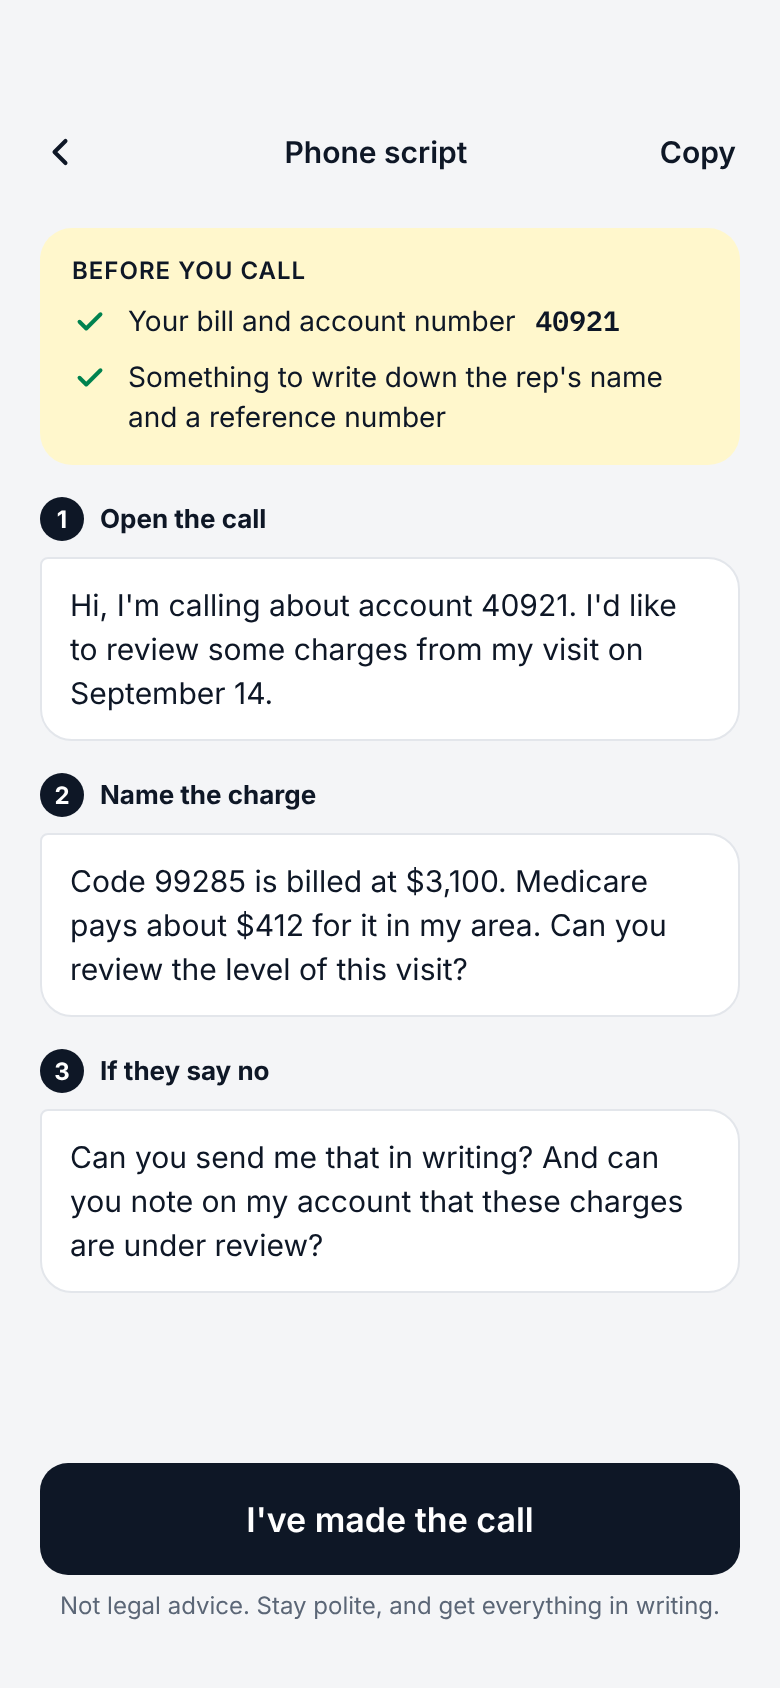 Phone script
Copy
BEFORE YOU CALL
Your bill and account number 40921
Something to write down the rep's name
and a reference number
1 Open the call
Hi, I'm calling about account 40921. I'd like
to review some charges from my visit on
September 14.
2 Name the charge
Code 99285 is billed at $3,100. Medicare
pays about $412 for it in my area. Can you
review the level of this visit?
3 If they say no
Can you send me that in writing? And can
you note on my account that these charges
are under review?
I've made the call
Not legal advice. Stay polite, and get everything in writing.